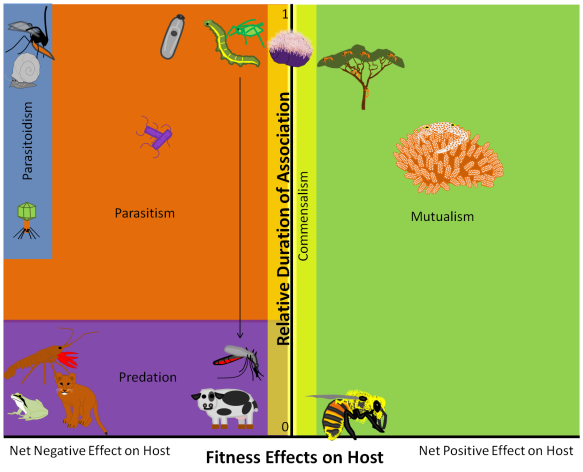 1
Parasitoidism
Relative Duration of Association
Commensalism
Parasitism
Mutualism
Predation
0
Net Negative Effect on Host
Fitness Effects on Host
Net Positive Effect on Host